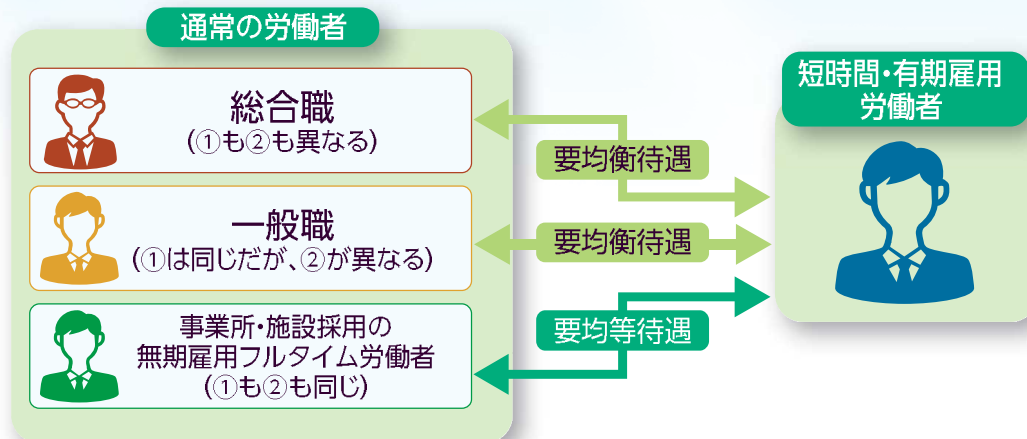 通常の労働者
総合職
(①も②も異なる)
一般職
(①は同じだが、②が異なる)
事業所・施設採用の
無期雇用フルタイム労働者
(①も②も同じ)
要均衡待遇
要均衡待遇
要均等待遇
短時間・有期雇用
労働者